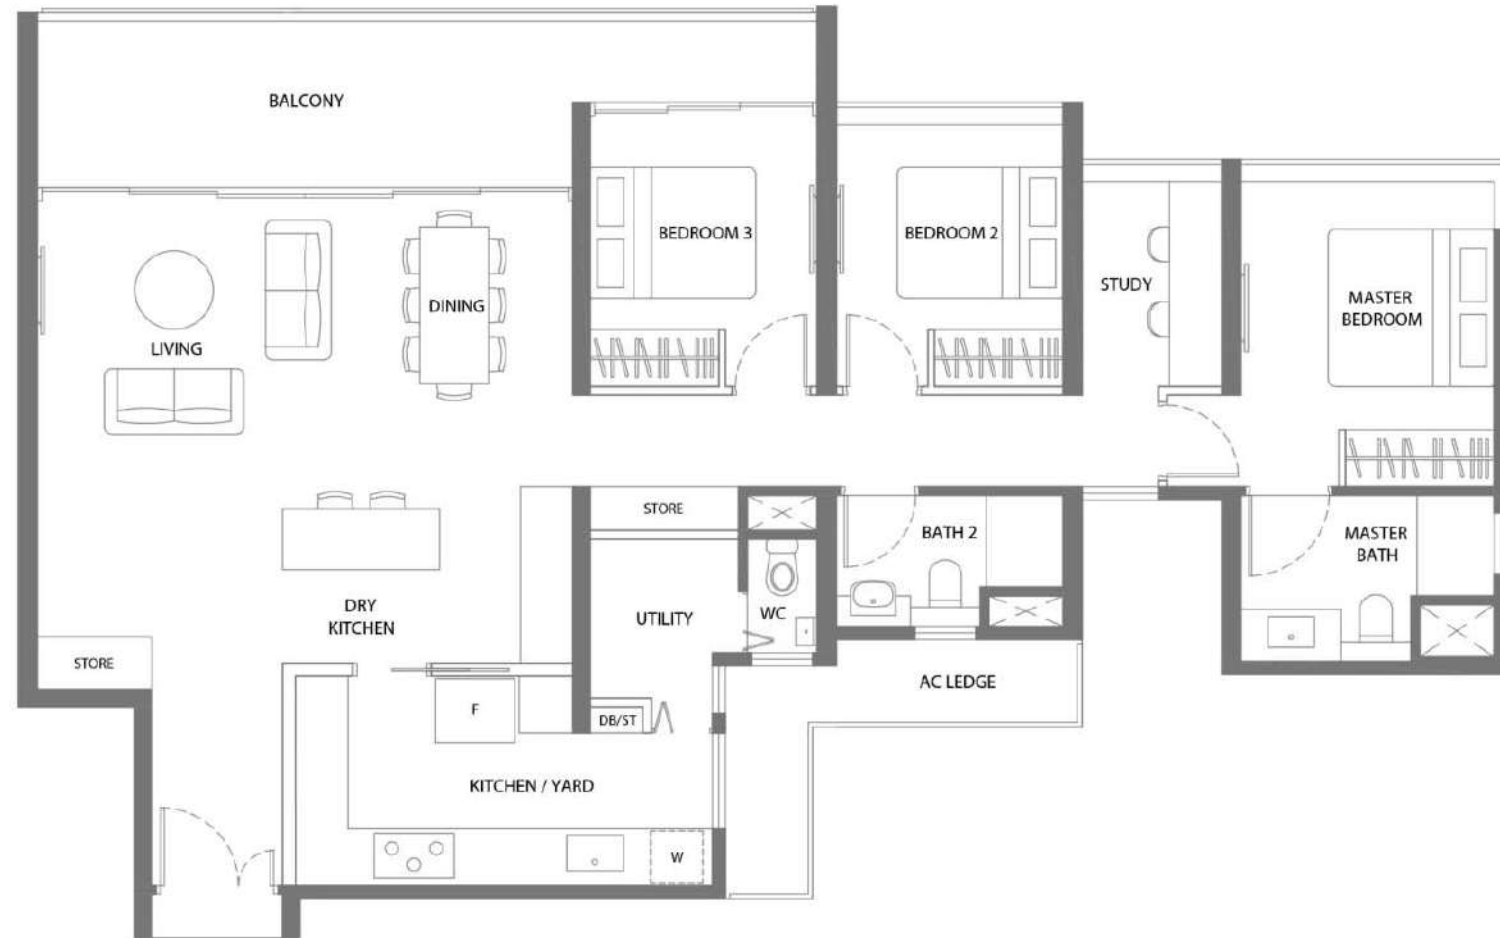 BALCONY
BEDROOM 3
BEDROOM 2
STUDY
MASTER
BEDROOM
DINING
LIVING
STORE
BATH 2
MASTER
BATH
DRY
KITCHEN
UTILITY
WC
STORE
AC LEDGE
F
DB/ST
KITCHEN / YARD
W